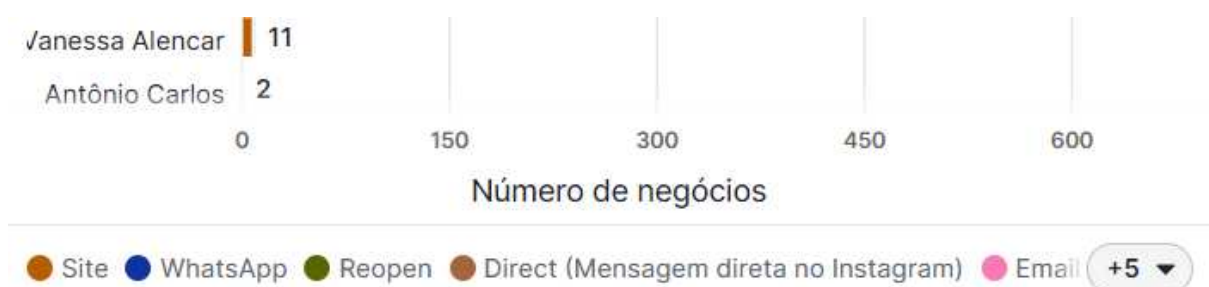 Vanessa Alencar 11
Antônio Carlos 2
0 150 300 450 600
Número de negócios
Site WhatsApp Reopen Direct (Mensagem direta no Instagram) Email +5